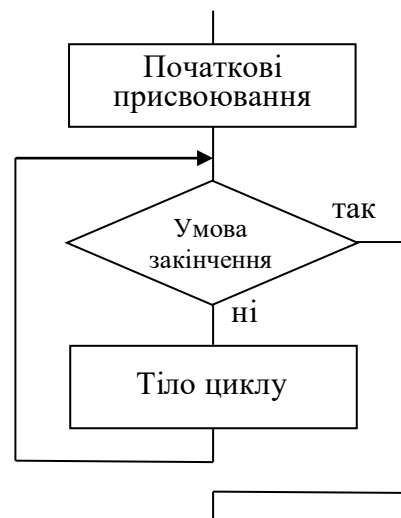 Початкові
присвоювання
так
Умова
закінчення
ні
Тіло циклу